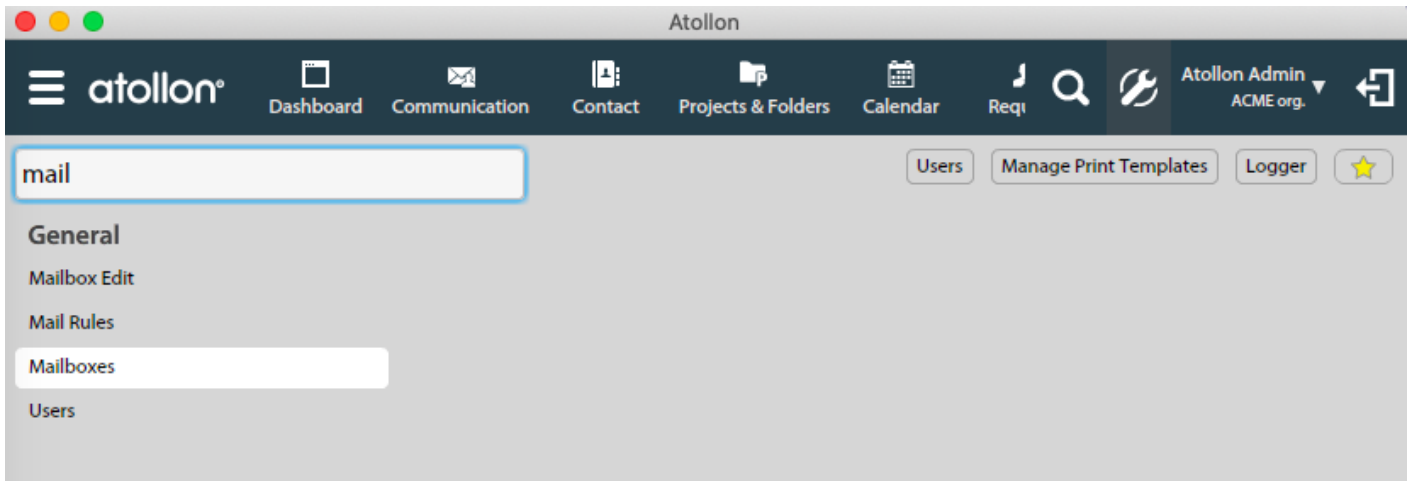 Atollon
atollon
Dashboard
Communication
Contact
Projects & Folders
Calendar
Requ
Atollon Admin
ACME org.
mail
Users
Manage Print Templates
Logger
General
Mailbox Edit
Mail Rules
Mailboxes
Users